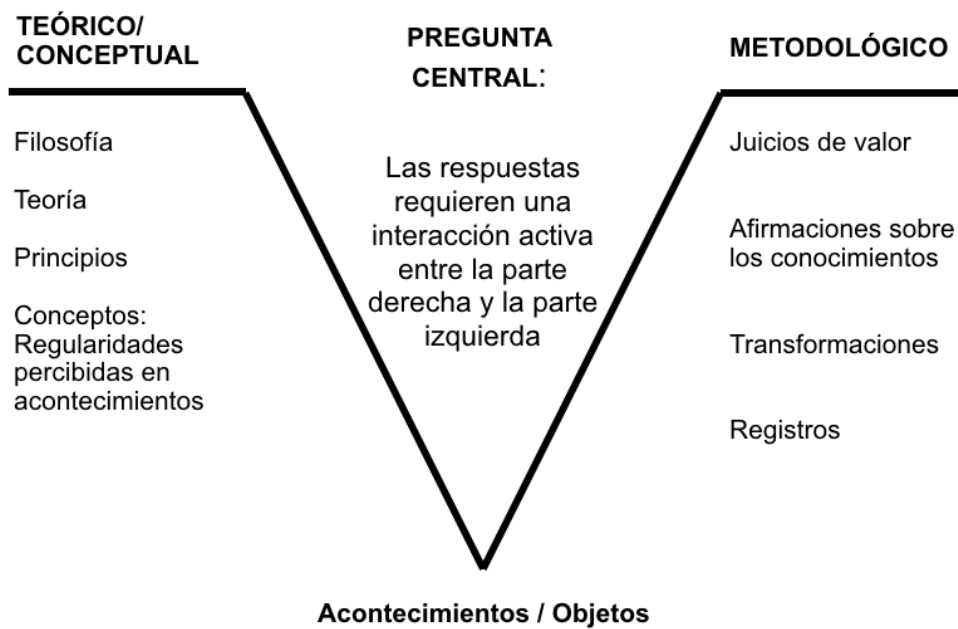 TEÓRICO/
CONCEPTUAL
Filosofía
Teoría
Principios
Conceptos:
Regularidades
percibidas en
acontecimientos
PREGUNTA
CENTRAL:
Las respuestas
requieren una
interacción activa
entre la parte
derecha y la parte
izquierda
METODOLÓGICO
Juicios de valor
Afirmaciones sobre
los conocimientos
Transformaciones
Registros
Acontecimientos / Objetos